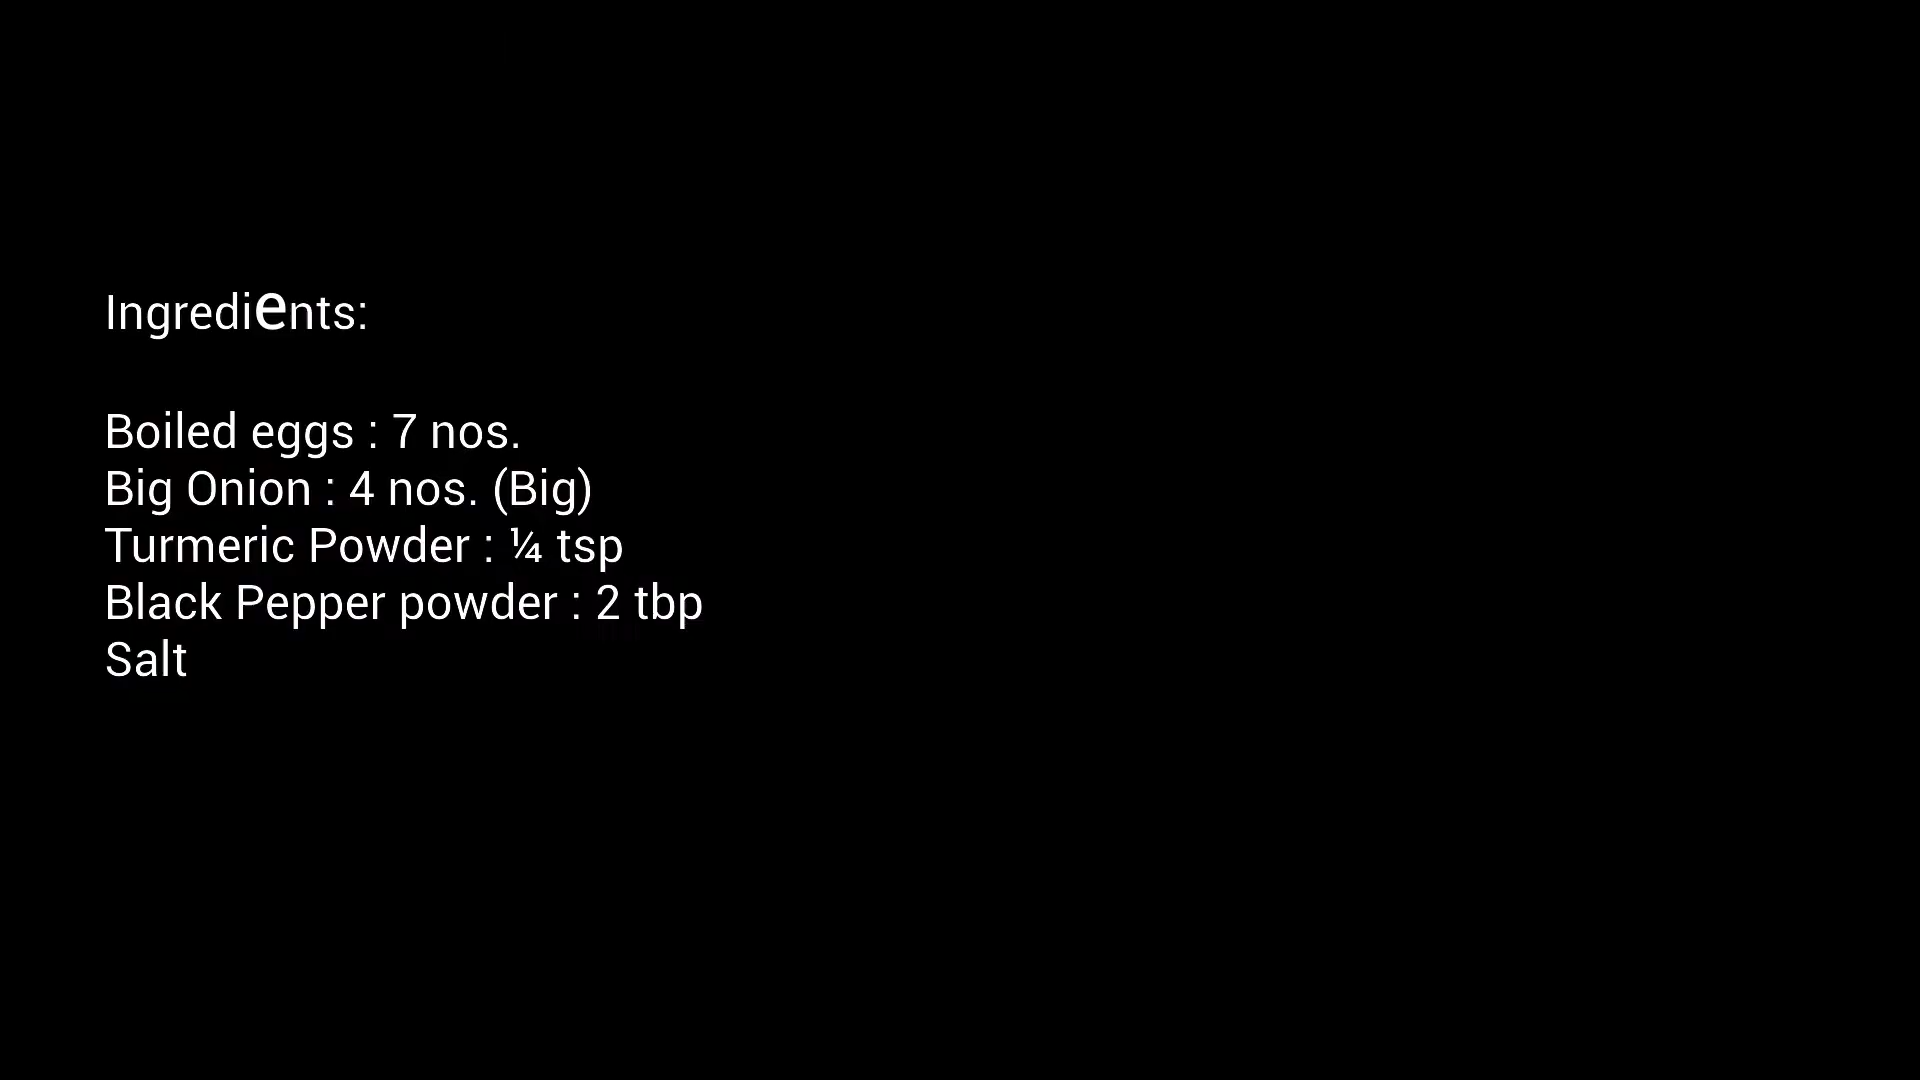 Ingredients:
Boiled eggs : 7 nos.
Big Onion : 4 nos. (Big)
Turmeric Powder : ¼ tsp
Black Pepper powder : 2 tbp
Salt